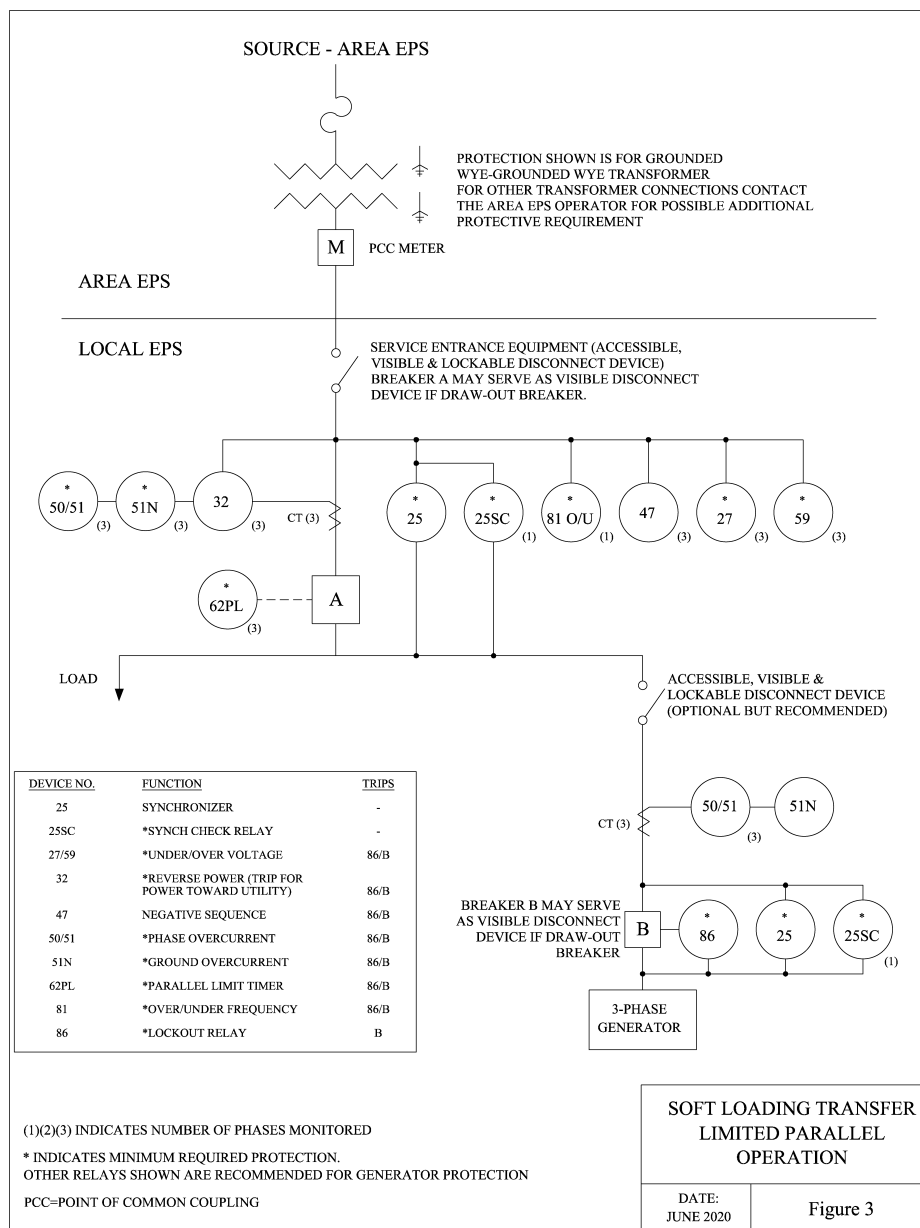 SOURCE - AREA EPS
PROTECTION SHOWN IS FOR GROUNDED
WYE-GROUNDED WYE TRANSFORMER
FOR OTHER TRANSFORMER CONNECTIONS CONTACT
THE AREA EPS OPERATOR FOR POSSIBLE ADDITIONAL
PROTECTIVE REQUIREMENT
M
PCC METER
AREA EPS
LOCAL EPS
SERVICE ENTRANCE EQUIPMENT (ACCESSIBLE,
VISIBLE & LOCKABLE DISCONNECT DEVICE)
BREAKER A MAY SERVE AS VISIBLE DISCONNECT
DEVICE IF DRAW-OUT BREAKER.
*
50/51
(3)
*
51N
(3)
32
(3)
CT (3)
*
25
*
25SC
(1)
*
81 O/U
(1)
47
(3)
*
27
(3)
*
59
(3)
*
62PL
(3)
A
LOAD
ACCESSIBLE, VISIBLE &
LOCKABLE DISCONNECT DEVICE
(OPTIONAL BUT RECOMMENDED)
CT (3)
50/51
(3)
51N
BREAKER B MAY SERVE
AS VISIBLE DISCONNECT
DEVICE IF DRAW-OUT
BREAKER
B
*
86
*
25
*
25SC
(1)
3-PHASE
GENERATOR
DEVICE NO. FUNCTION TRIPS
25 SYNCHRONIZER -
25SC *SYNCH CHECK RELAY -
27/59 *UNDER/OVER VOLTAGE 86/B
32 *REVERSE POWER (TRIP FOR
POWER TOWARD UTILITY) 86/B
47 NEGATIVE SEQUENCE 86/B
50/51 *PHASE OVERCURRENT 86/B
51N *GROUND OVERCURRENT 86/B
62PL *PARALLEL LIMIT TIMER 86/B
81 *OVER/UNDER FREQUENCY 86/B
86 *LOCKOUT RELAY B
(1)(2)(3) INDICATES NUMBER OF PHASES MONITORED
* INDICATES MINIMUM REQUIRED PROTECTION.
OTHER RELAYS SHOWN ARE RECOMMENDED FOR GENERATOR PROTECTION
PCC=POINT OF COMMON COUPLING
SOFT LOADING TRANSFER
LIMITED PARALLEL
OPERATION
DATE:
JUNE 2020
Figure 3